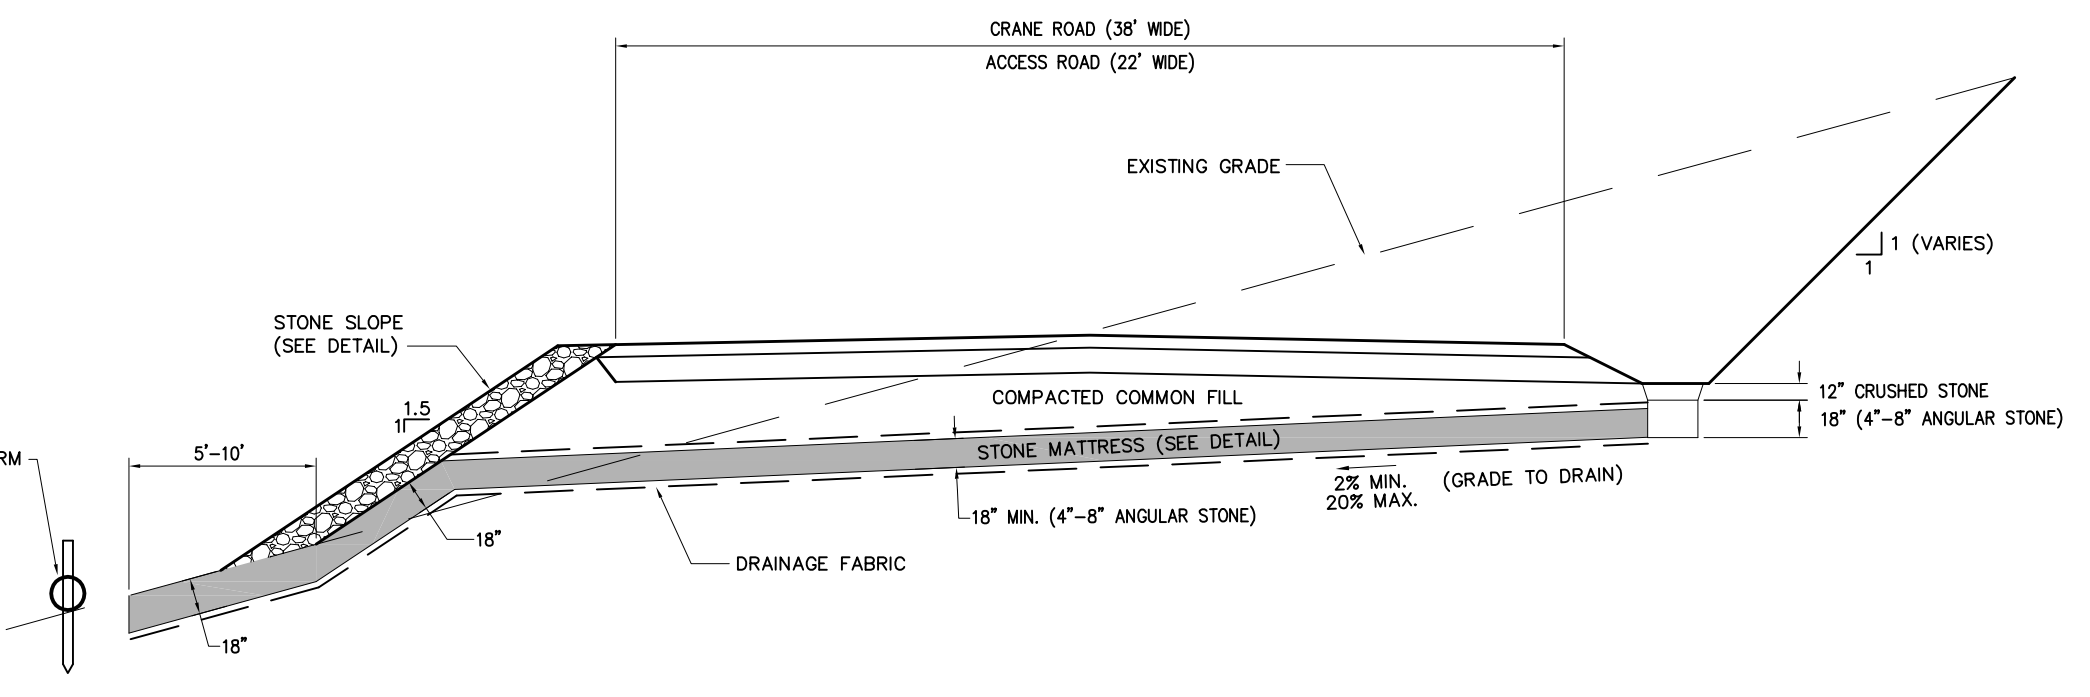 CRANE ROAD (38' WIDE)
ACCESS ROAD (22' WIDE)
EXISTING GRADE
1 (VARIES)
1
STONE SLOPE
(SEE DETAIL)
12" CRUSHED STONE
18" (4"-8" ANGULAR STONE)
COMPACTED COMMON FILL
1.5
1
STONE MATTRESS (SEE DETAIL)
5'-10'
RM
2% MIN. (GRADE TO DRAIN)
20% MAX.
18" MIN. (4"-8" ANGULAR STONE)
18"
DRAINAGE FABRIC
18"